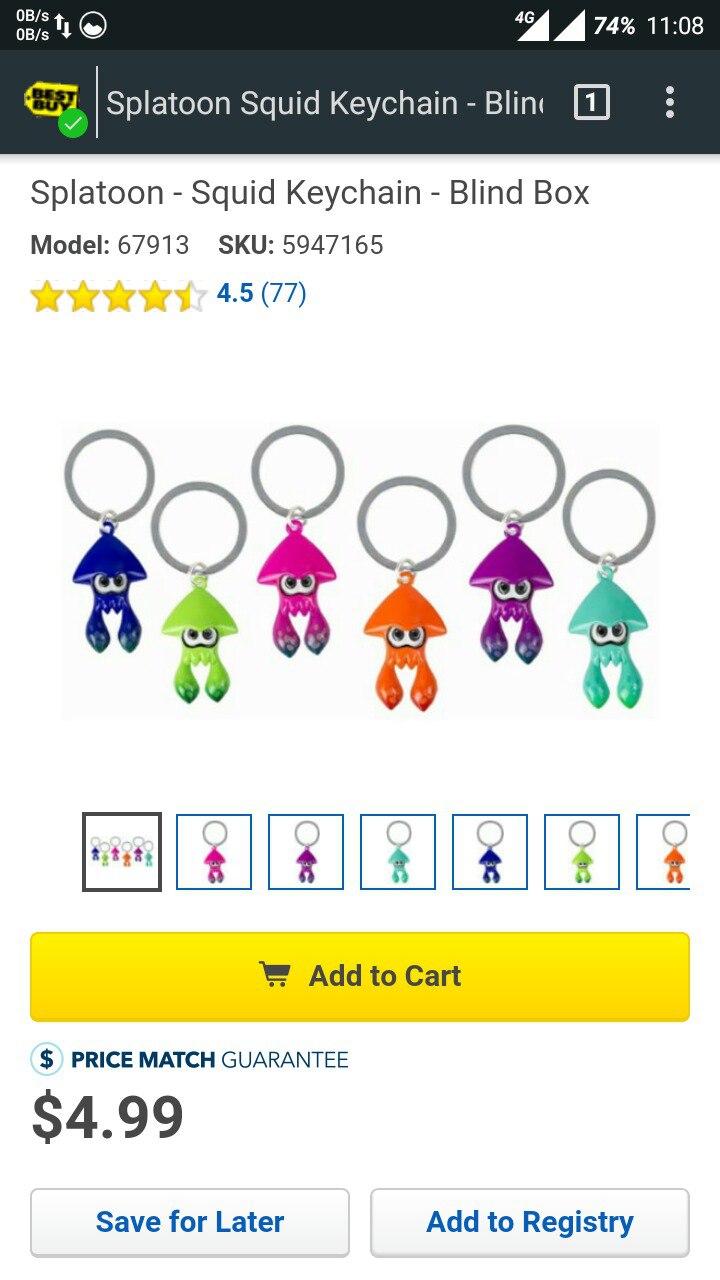 0B/s
0B/s
4G 74% 11:08
BEST
BUY
Splatoon Squid Keychain - Blin
1
Splatoon - Squid Keychain - Blind Box
Model: 67913 SKU: 5947165
4.5 (77)
Add to Cart
$ PRICE MATCH GUARANTEE
$4.99
Save for Later
Add to Registry